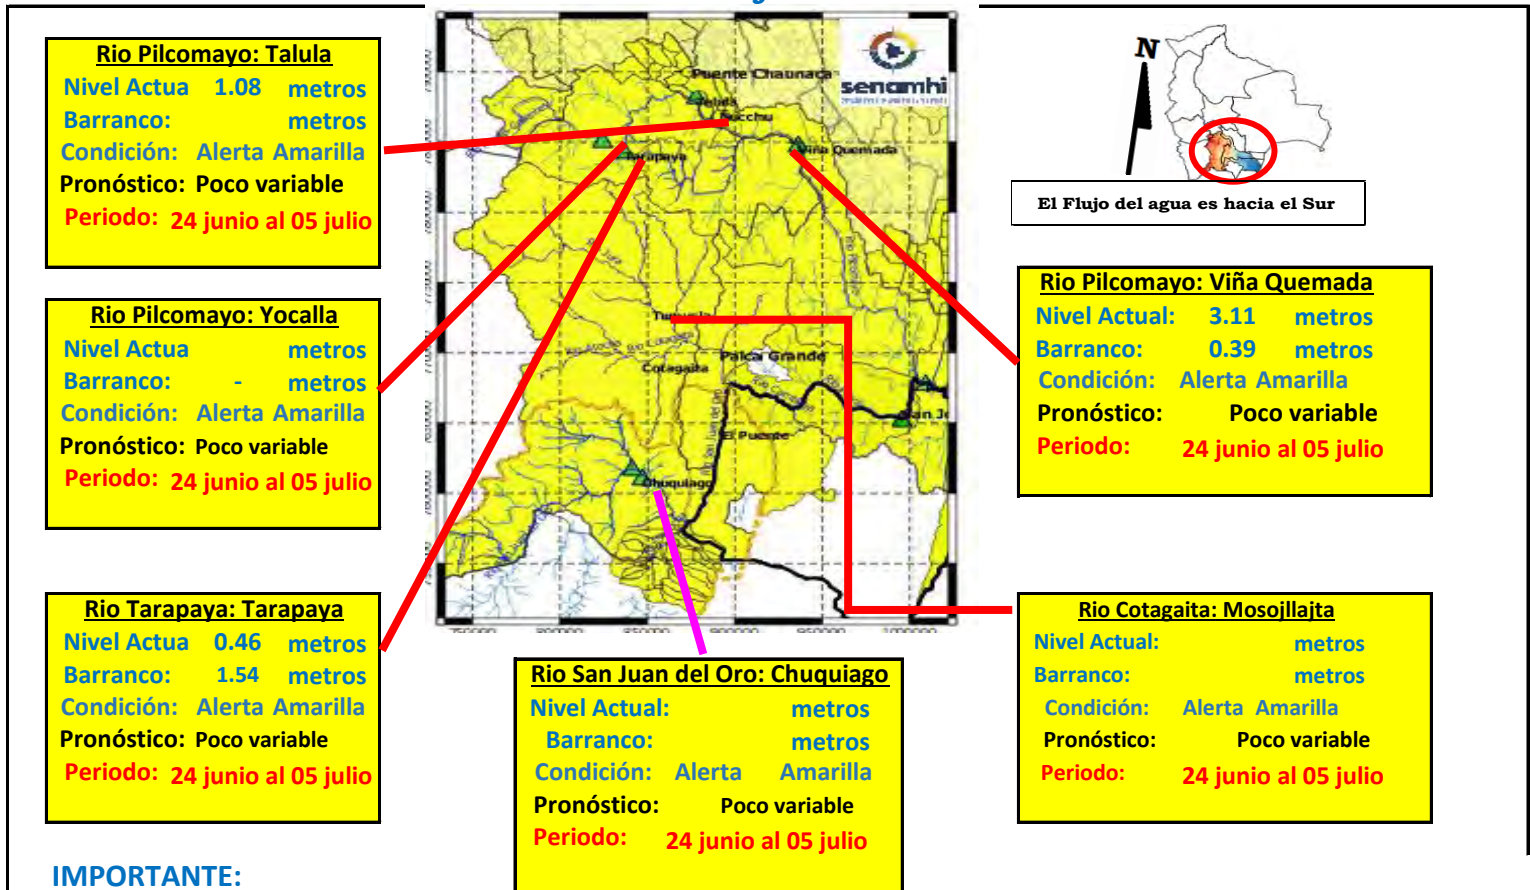 Rio Pilcomayo: Talula
Nivel Actua 1.08 metros
Barranco: metros
Condición: Alerta Amarilla
Pronóstico: Poco variable
Periodo: 24 junio al 05 julio
Rio Pilcomayo: Yocalla
Nivel Actua metros
Barranco: - metros
Condición: Alerta Amarilla
Pronóstico: Poco variable
Periodo: 24 junio al 05 julio
Rio Tarapaya: Tarapaya
Nivel Actua 0.46 metros
Barranco: 1.54 metros
Condición: Alerta Amarilla
Pronóstico: Poco variable
Periodo: 24 junio al 05 julio
senamhi
Puente Chaunaca
Tarapaya
Viña Quemada
Palca Grande
Cotagaita
El Puente
Chuquiago
750000 800000 850000 900000 950000 1000000
N
El Flujo del agua es hacia el Sur
Rio Pilcomayo: Viña Quemada
Nivel Actual: 3.11 metros
Barranco: 0.39 metros
Condición: Alerta Amarilla
Pronóstico: Poco variable
Periodo: 24 junio al 05 julio
Rio Cotagaita: Mosojllajta
Nivel Actual: metros
Barranco: metros
Condición: Alerta Amarilla
Pronóstico: Poco variable
Periodo: 24 junio al 05 julio
Rio San Juan del Oro: Chuquiago
Nivel Actual: metros
Barranco: metros
Condición: Alerta Amarilla
Pronóstico: Poco variable
Periodo: 24 junio al 05 julio
IMPORTANTE: